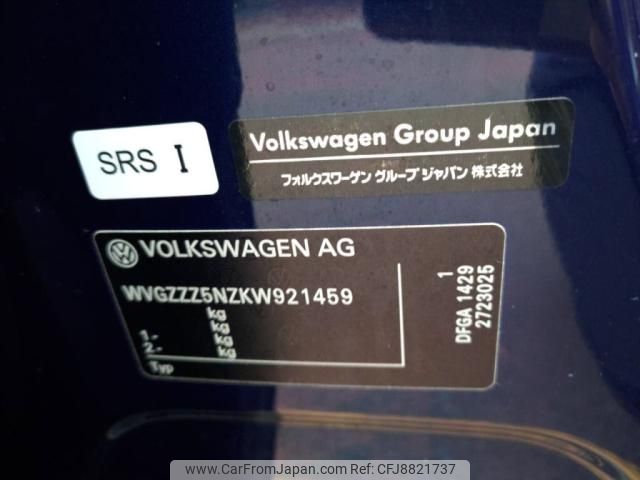 SRS I
Volkswagen Group Japan
フォルクスワーゲン グループ ジャパン 株式会社
VOLKSWAGEN AG
WVGZZZ5NZKW921459
kg
kg
1.- kg
2.- kg
Typ
1
DFGA 1429
2723025
www.CarFromJapan.com - CFJ8821737